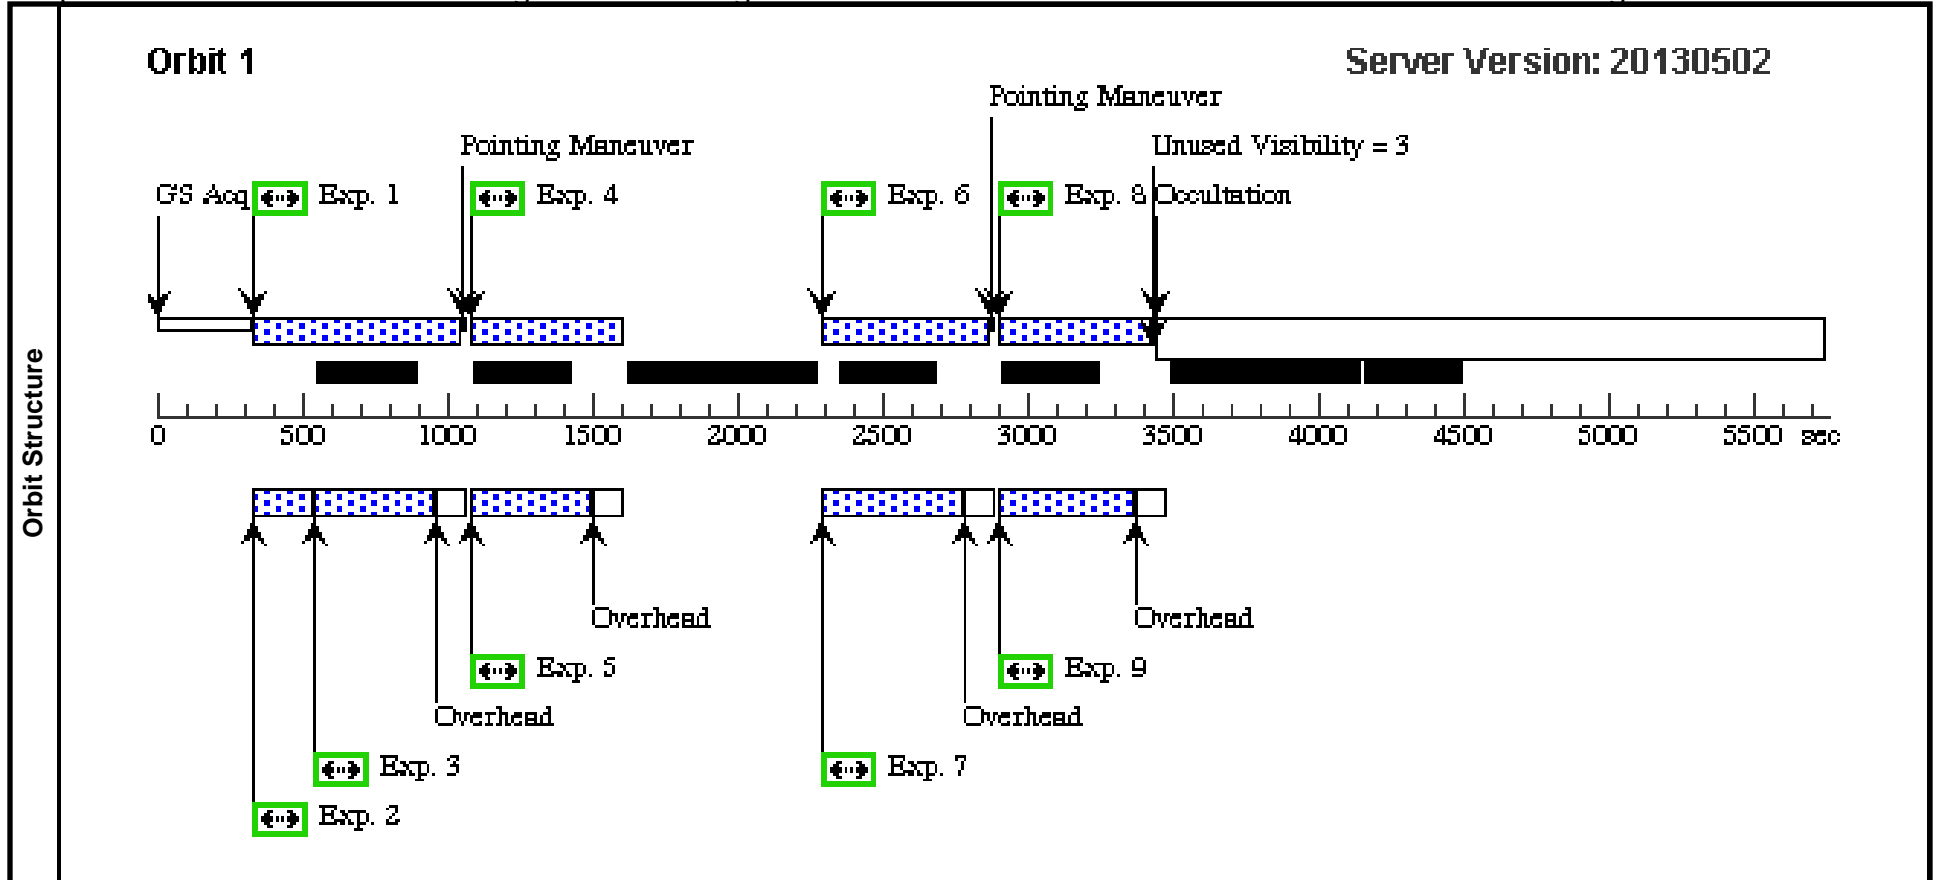 Orbit 1
Server Version: 20130502
Pointing Maneuver
Pointing Maneuver
Unused Visibility = 3
GS Acq
Exp. 1
Exp. 4
Exp. 6
Exp. 8
Occultation
0 500 1000 1500 2000 2500 3000 3500 4000 4500 5000 5500 sec
Orbit Structure
Overhead
Overhead
Exp. 5
Exp. 9
Overhead
Overhead
Exp. 3
Exp. 7
Exp. 2